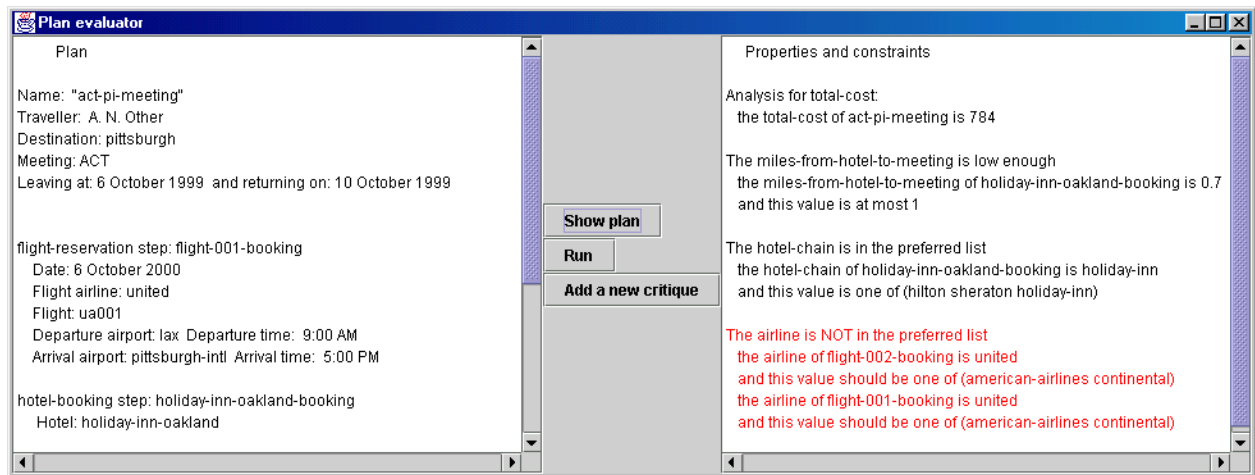 Plan evaluator
Plan
Name: "act-pi-meeting"
Traveller: A. N. Other
Destination: pittsburgh
Meeting: ACT
Leaving at: 6 October 1999 and returning on: 10 October 1999
flight-reservation step: flight-001-booking
Date: 6 October 2000
Flight airline: united
Flight: ua001
Departure airport: lax Departure time: 9:00 AM
Arrival airport: pittsburgh-intl Arrival time: 5:00 PM
hotel-booking step: holiday-inn-oakland-booking
Hotel: holiday-inn-oakland
Show plan
Run
Add a new critique
Properties and constraints
Analysis for total-cost:
the total-cost of act-pi-meeting is 784
The miles-from-hotel-to-meeting is low enough
the miles-from-hotel-to-meeting of holiday-inn-oakland-booking is 0.7
and this value is at most 1
The hotel-chain is in the preferred list
the hotel-chain of holiday-inn-oakland-booking is holiday-inn
and this value is one of (hilton sheraton holiday-inn)
The airline is NOT in the preferred list
the airline of flight-002-booking is united
and this value should be one of (american-airlines continental)
the airline of flight-001-booking is united
and this value should be one of (american-airlines continental)